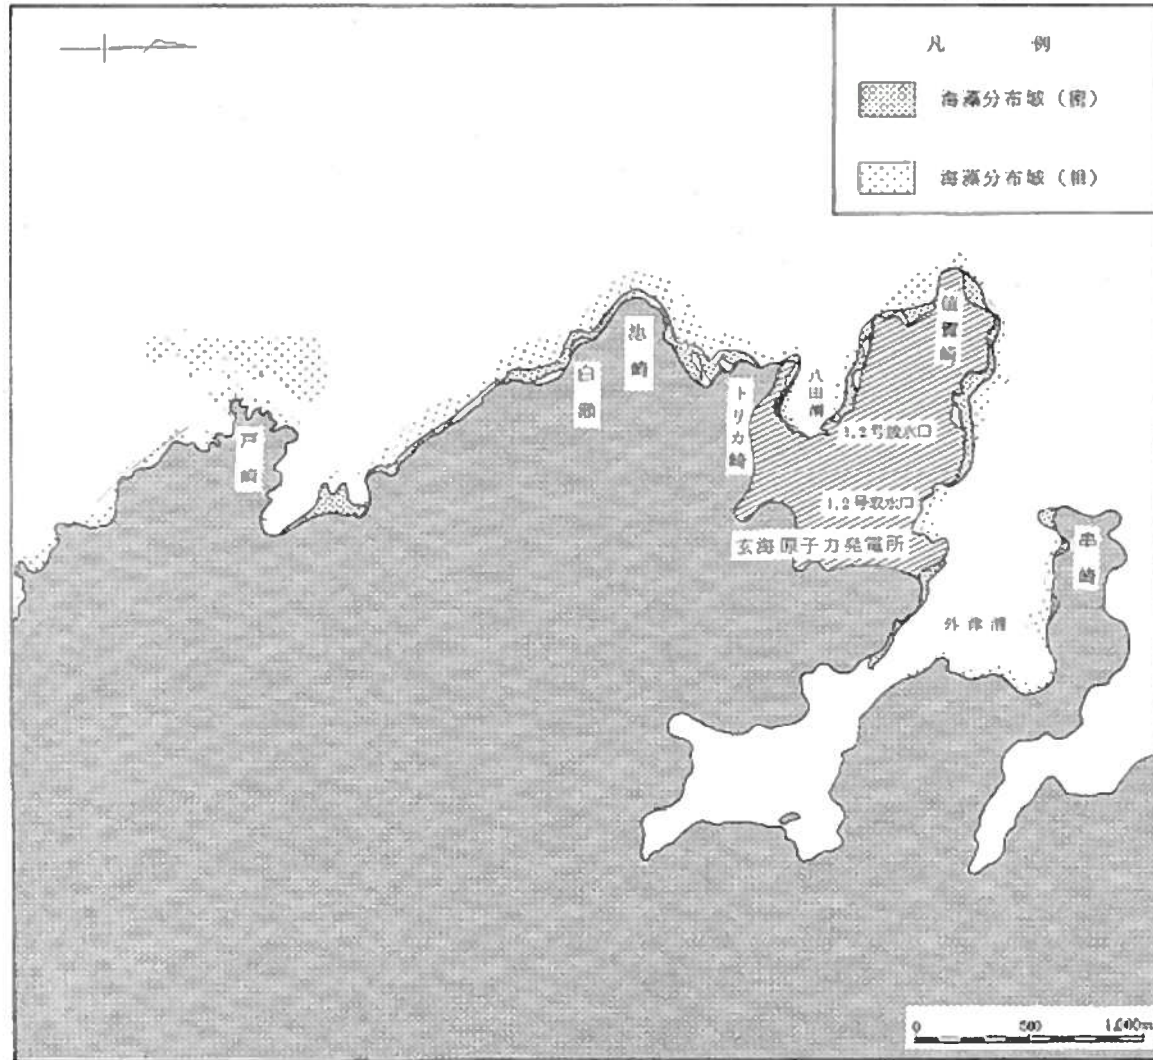 凡 例
海藻分布域(密)
海藻分布域(粗)
値賀崎
池崎
白瀬
八田浦
トリカ崎
戸崎
1,2号放水口
1,2号取水口
玄海原子力発電所
串崎
外津浦
0 500 1,000m